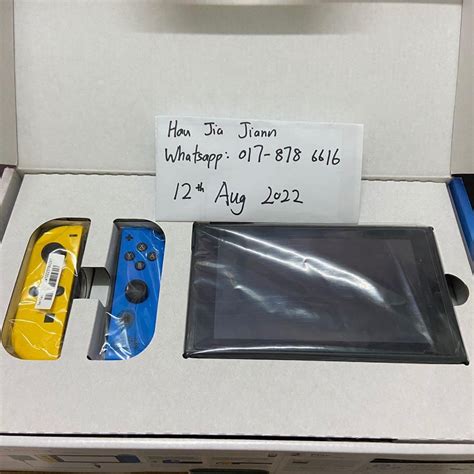 Hau Jia Jiann
Whatsapp: 017-878 6616
12th Aug 2022